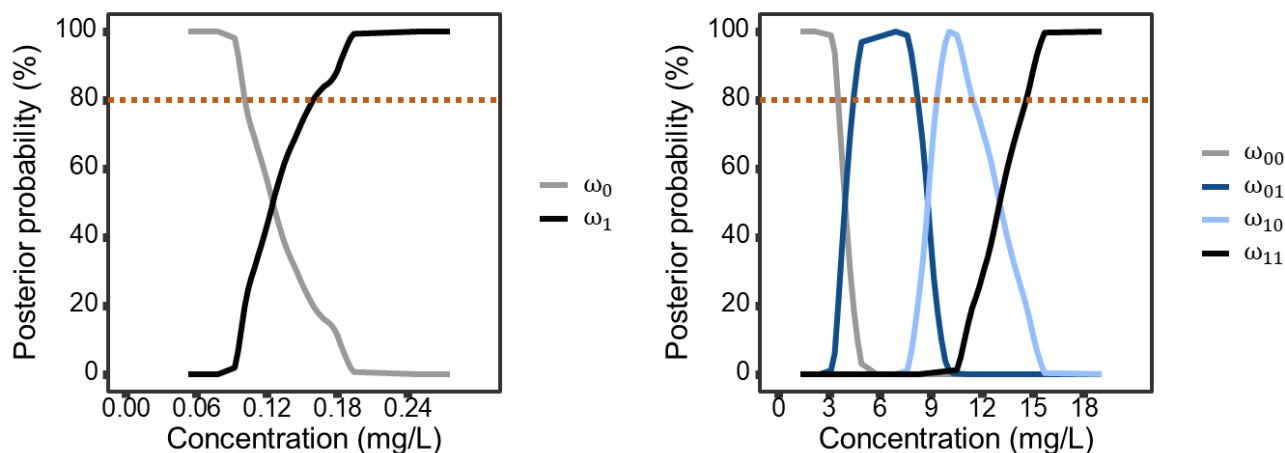 Posterior probability (%)
100
80
60
40
20
0
0.00 0.06 0.12 0.18 0.24
Concentration (mg/L)
ω₀
ω₁
Posterior probability (%)
100
80
60
40
20
0
0 3 6 9 12 15 18
Concentration (mg/L)
ω₀₀
ω₀₁
ω₁₀
ω₁₁